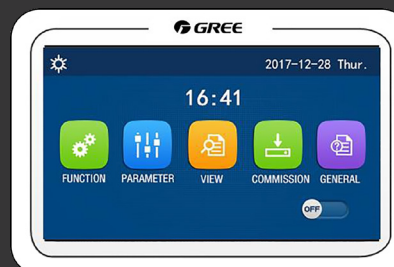 GREE
2017-12-28 Thur.
16:41
FUNCTION PARAMETER VIEW COMMISSION GENERAL
OFF